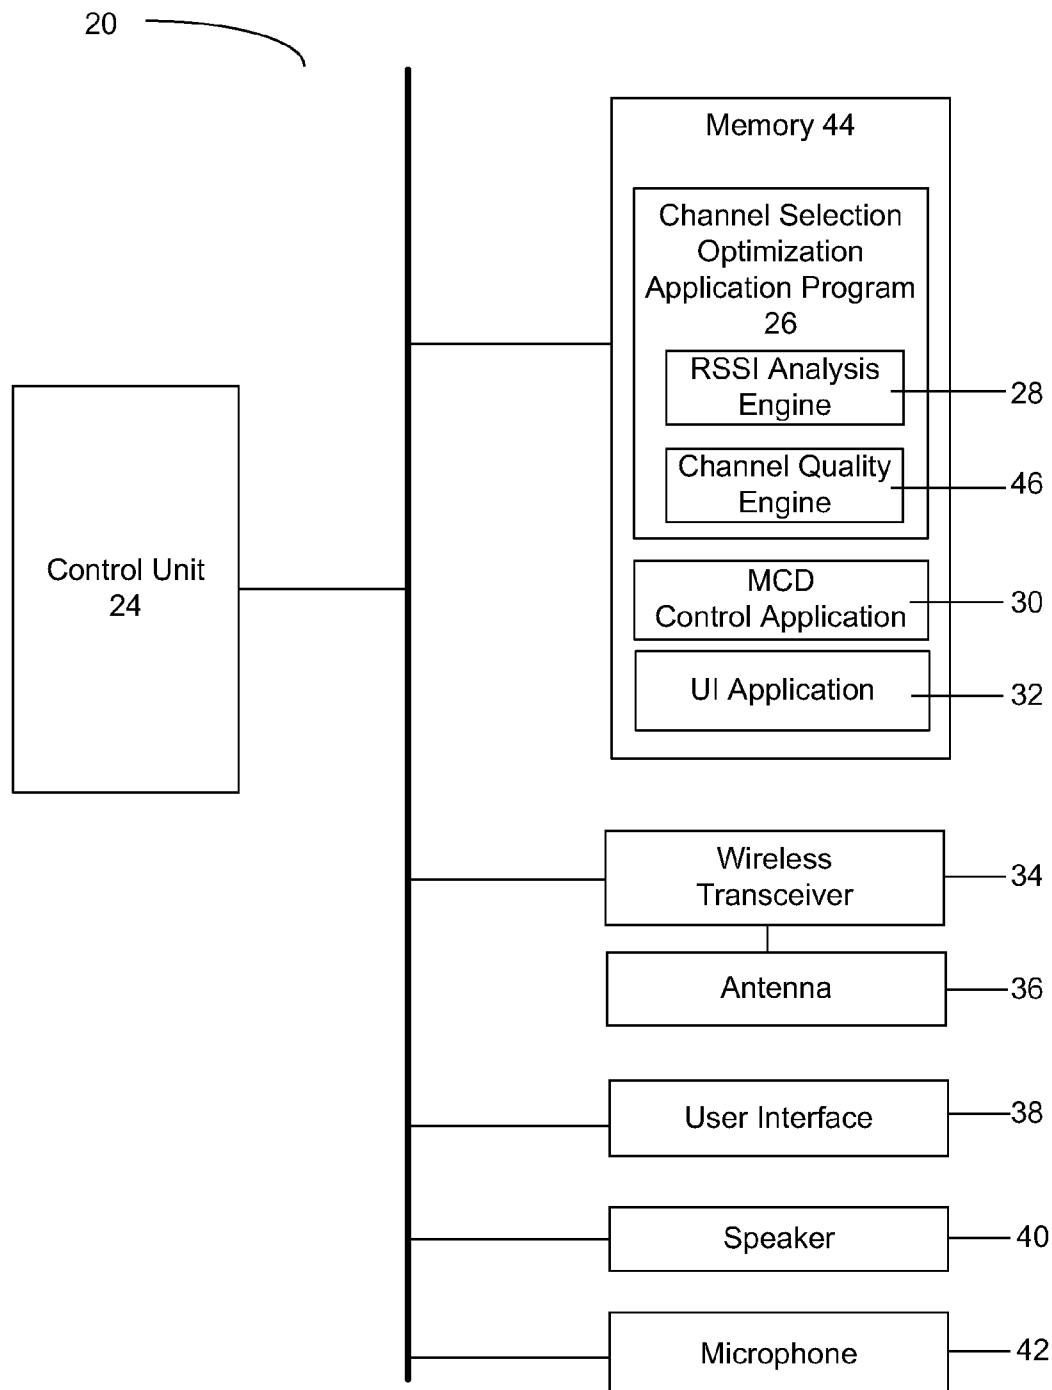 20
Memory 44
Channel Selection
Optimization
Application Program
26
RSSI Analysis
Engine
28
Channel Quality
Engine
46
Control Unit
24
MCD
Control Application
30
UI Application
32
Wireless
Transceiver
34
Antenna
36
User Interface
38
Speaker
40
Microphone
42